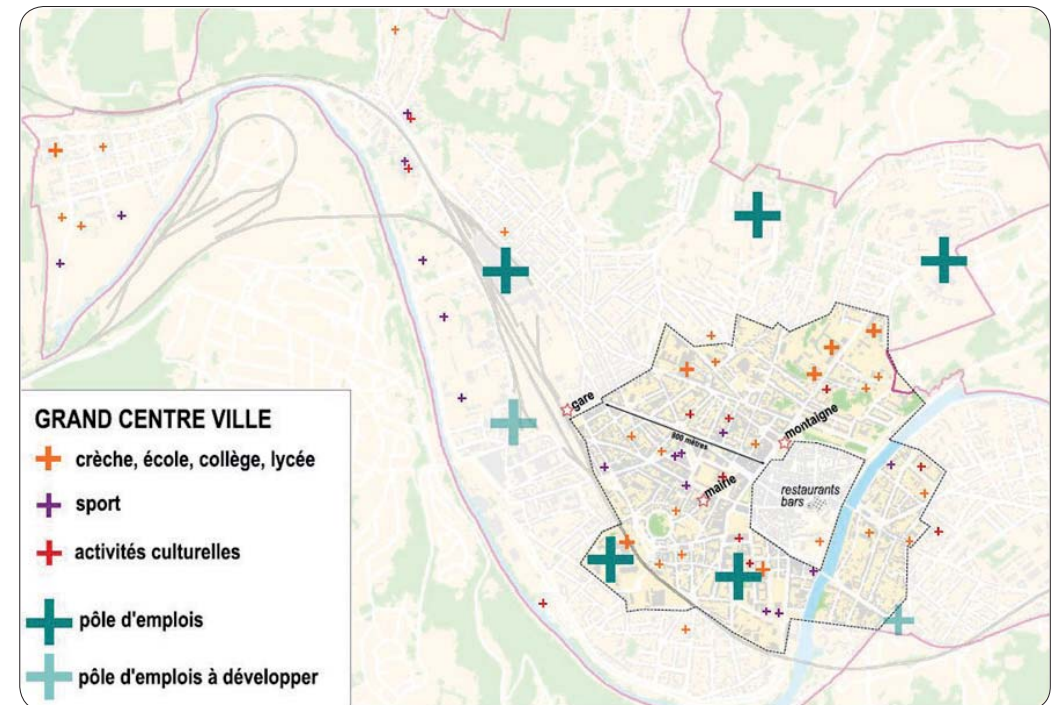 GRAND CENTRE VILLE
crèche, école, collège, lycée
sport
activités culturelles
pôle d'emplois
pôle d'emplois à développer
gare
montaigne
800 mètres
mairie
restaurants
bars